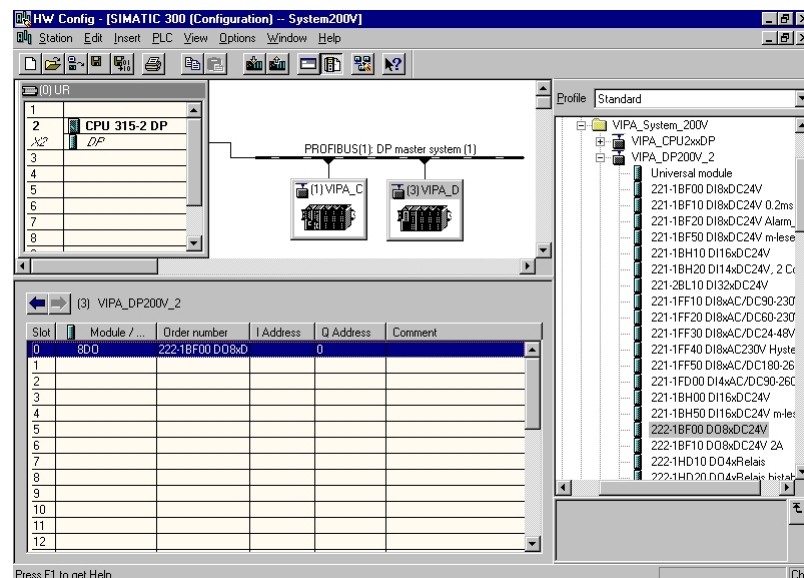 HW Config - [SIMATIC 300 (Configuration) -- System200V]
Station Edit Insert PLC View Options Window Help
(0) UR
1
2 CPU 315-2 DP
X2 DP
3
4
5
6
7
8
PROFIBUS(1): DP master system (1)
(1) VIPA_C
(3) VIPA_D
(3) VIPA_DP200V_2
Slot Module / ... Order number I Address Q Address Comment
0 8DO 222-1BF00 DO8xD 0
1
2
3
4
5
6
7
8
9
10
11
12
Profile Standard
VIPA_System_200V
VIPA_CPU2xxDP
VIPA_DP200V_2
Universal module
221-1BF00 DI8xDC24V
221-1BF10 DI8xDC24V 0.2ms
221-1BF20 DI8xDC24V Alarm_
221-1BF50 DI8xDC24V m-lese
221-1BH10 DI16xDC24V
221-1BH20 DI14xDC24V, 2 Co
221-2BL10 DI32xDC24V
221-1FF10 DI8xAC/DC90-230
221-1FF20 DI8xAC/DC60-230
221-1FF30 DI8xAC/DC24-48V
221-1FF40 DI8xAC230V Hyste
221-1FF50 DI8xAC/DC180-26
221-1FD00 DI4xAC/DC90-260
221-1BH00 DI16xDC24V
221-1BH50 DI16xDC24V m-les
222-1BF00 DO8xDC24V
222-1BF10 DO8xDC24V 2A
222-1HD10 DO4xRelais
222-1HD20 DO4xRelais bistab
Press F1 to get Help.
Ch